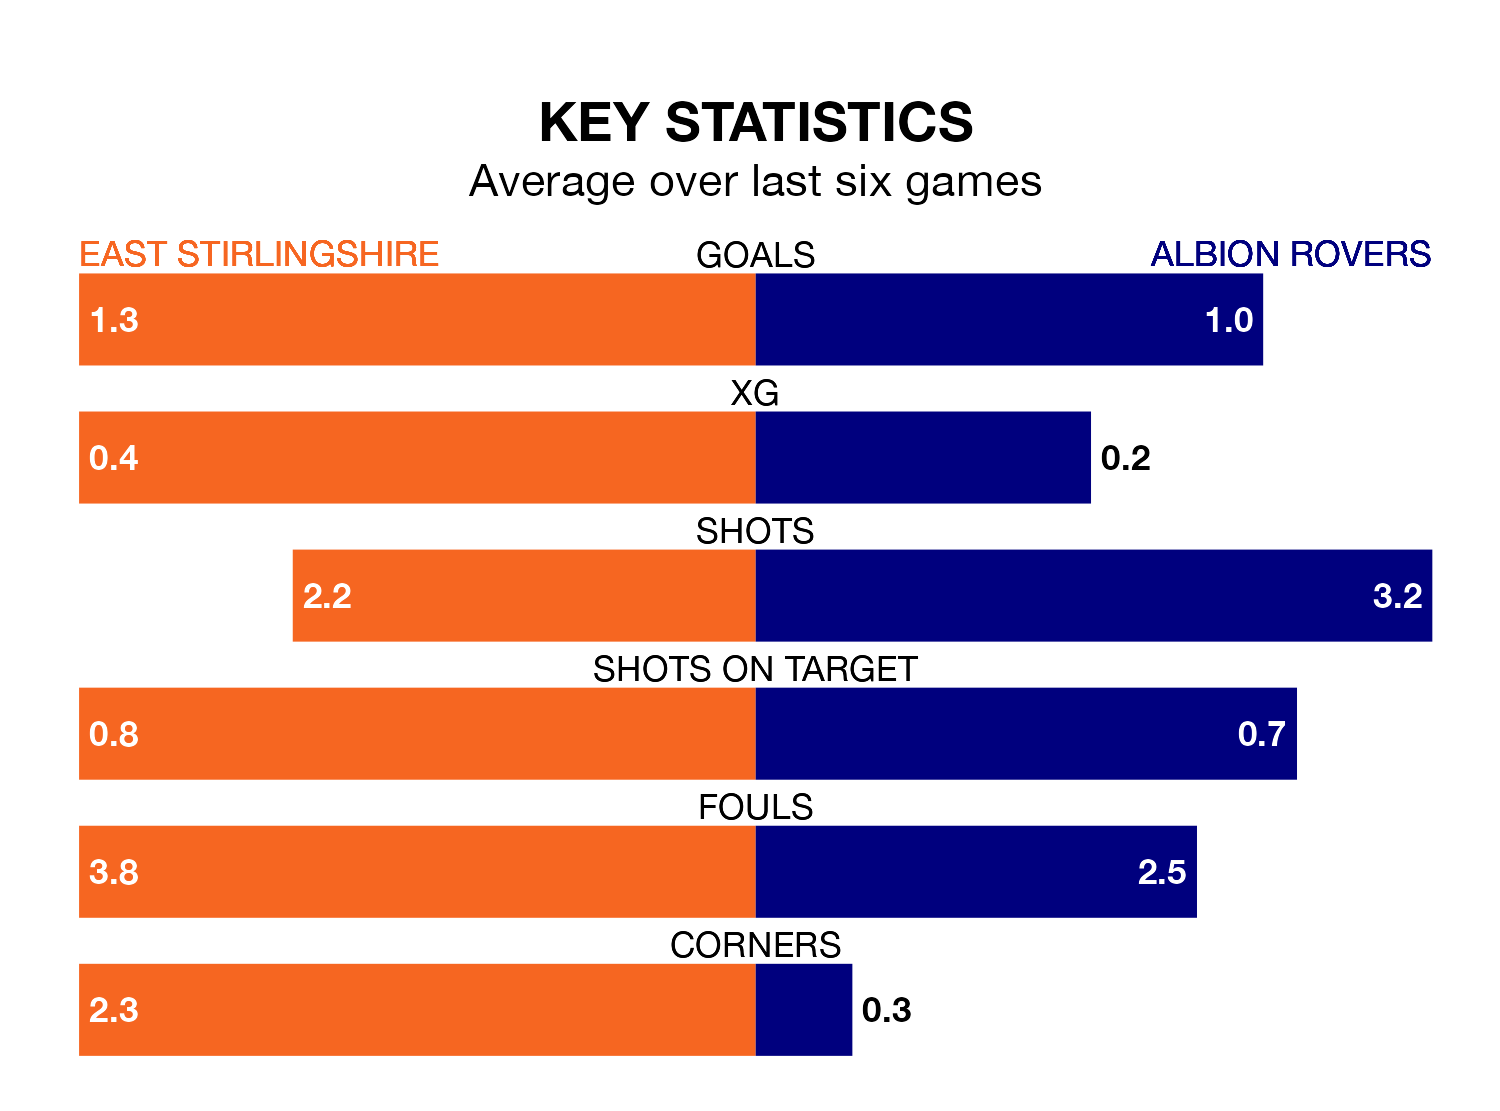 KEY STATISTICS
Average over last six games
EAST STIRLINGSHIRE GOALS ALBION ROVERS
1.3 1.0
XG
0.4 0.2
SHOTS
2.2 3.2
SHOTS ON TARGET
0.8 0.7
FOULS
3.8 2.5
CORNERS
2.3 0.3